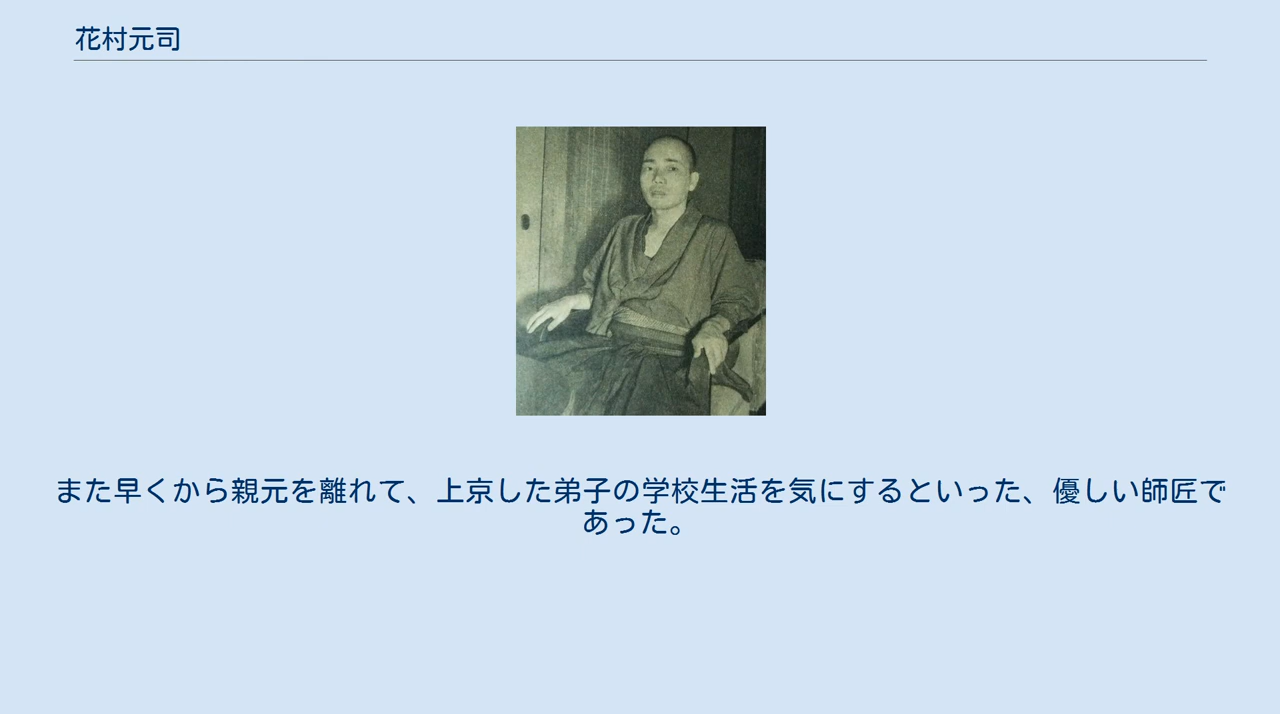 花村元司
また早くから親元を離れて、上京した弟子の学校生活を気にするといった、優しい師匠で
あった。